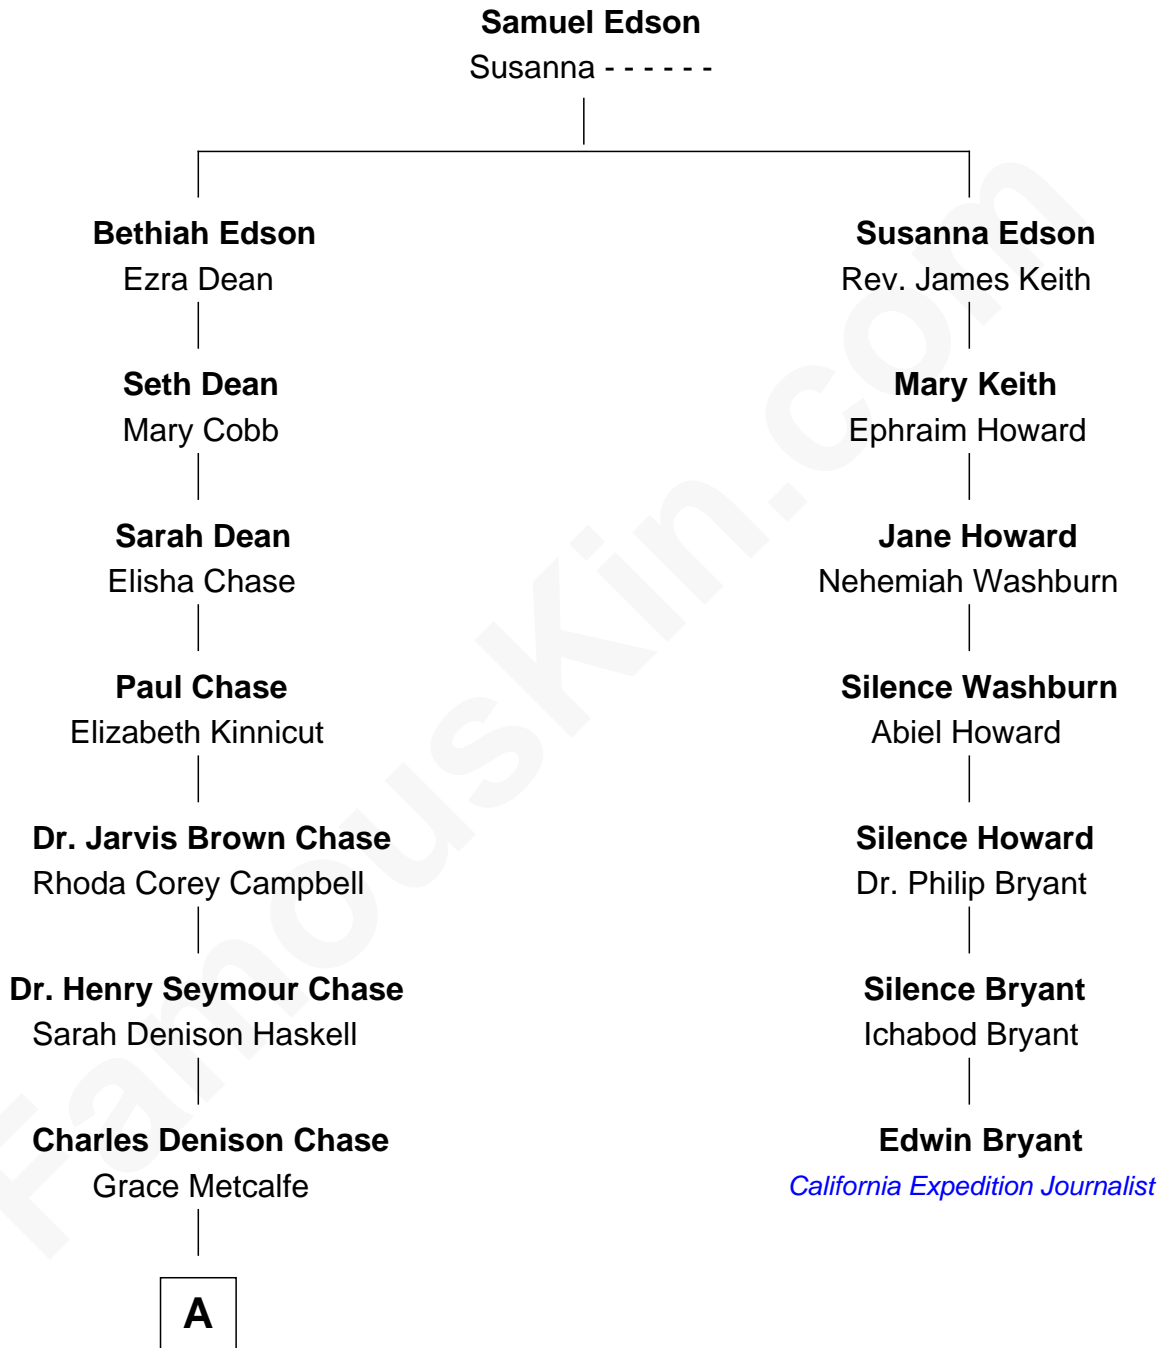 Samuel Edson
Susanna - - - - - -
Bethiah Edson
Ezra Dean
Seth Dean
Mary Cobb
Sarah Dean
Elisha Chase
Paul Chase
Elizabeth Kinnicut
Dr. Jarvis Brown Chase
Rhoda Corey Campbell
Dr. Henry Seymour Chase
Sarah Denison Haskell
Charles Denison Chase
Grace Metcalfe
A
Susanna Edson
Rev. James Keith
Mary Keith
Ephraim Howard
Jane Howard
Nehemiah Washburn
Silence Washburn
Abiel Howard
Silence Howard
Dr. Philip Bryant
Silence Bryant
Ichabod Bryant
Edwin Bryant
California Expedition Journalist
FamousKin.com